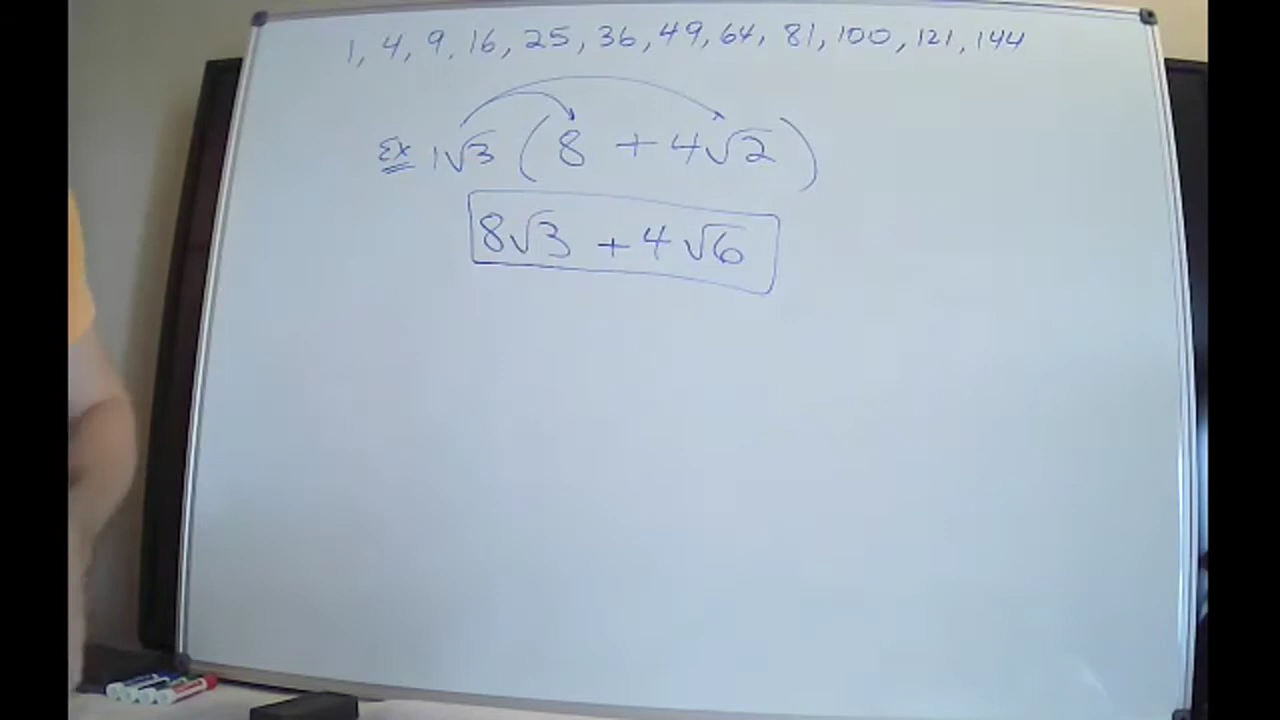 1, 4, 9, 16, 25, 36, 49, 64, 81, 100, 121, 144
Ex 1√3 (8 + 4√2)
8√3 + 4√6